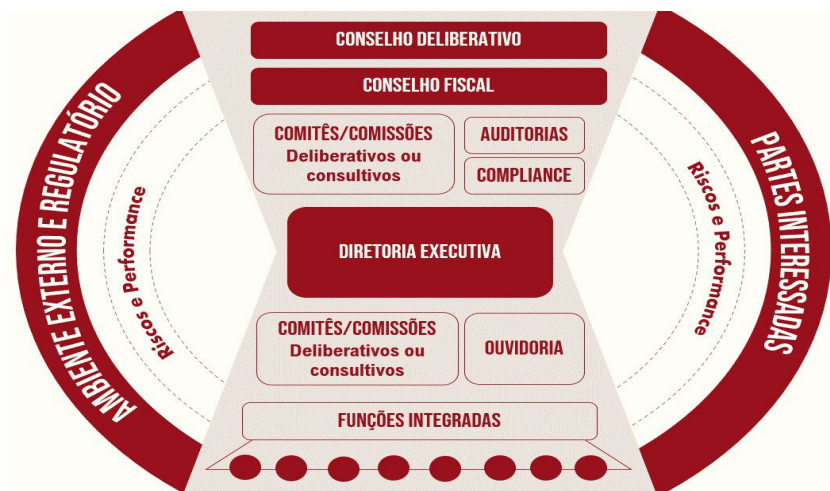 CONSELHO DELIBERATIVO
CONSELHO FISCAL
COMITÊS/COMISSÕES
Deliberativos ou
consultivos
AUDITORIAS
COMPLIANCE
DIRETORIA EXECUTIVA
COMITÊS/COMISSÕES
Deliberativos ou
consultivos
OUVIDORIA
FUNÇÕES INTEGRADAS
AMBIENTE EXTERNO E REGULATÓRIO
Riscos e Performance
Riscos e Performance
PARTES INTERESSADAS